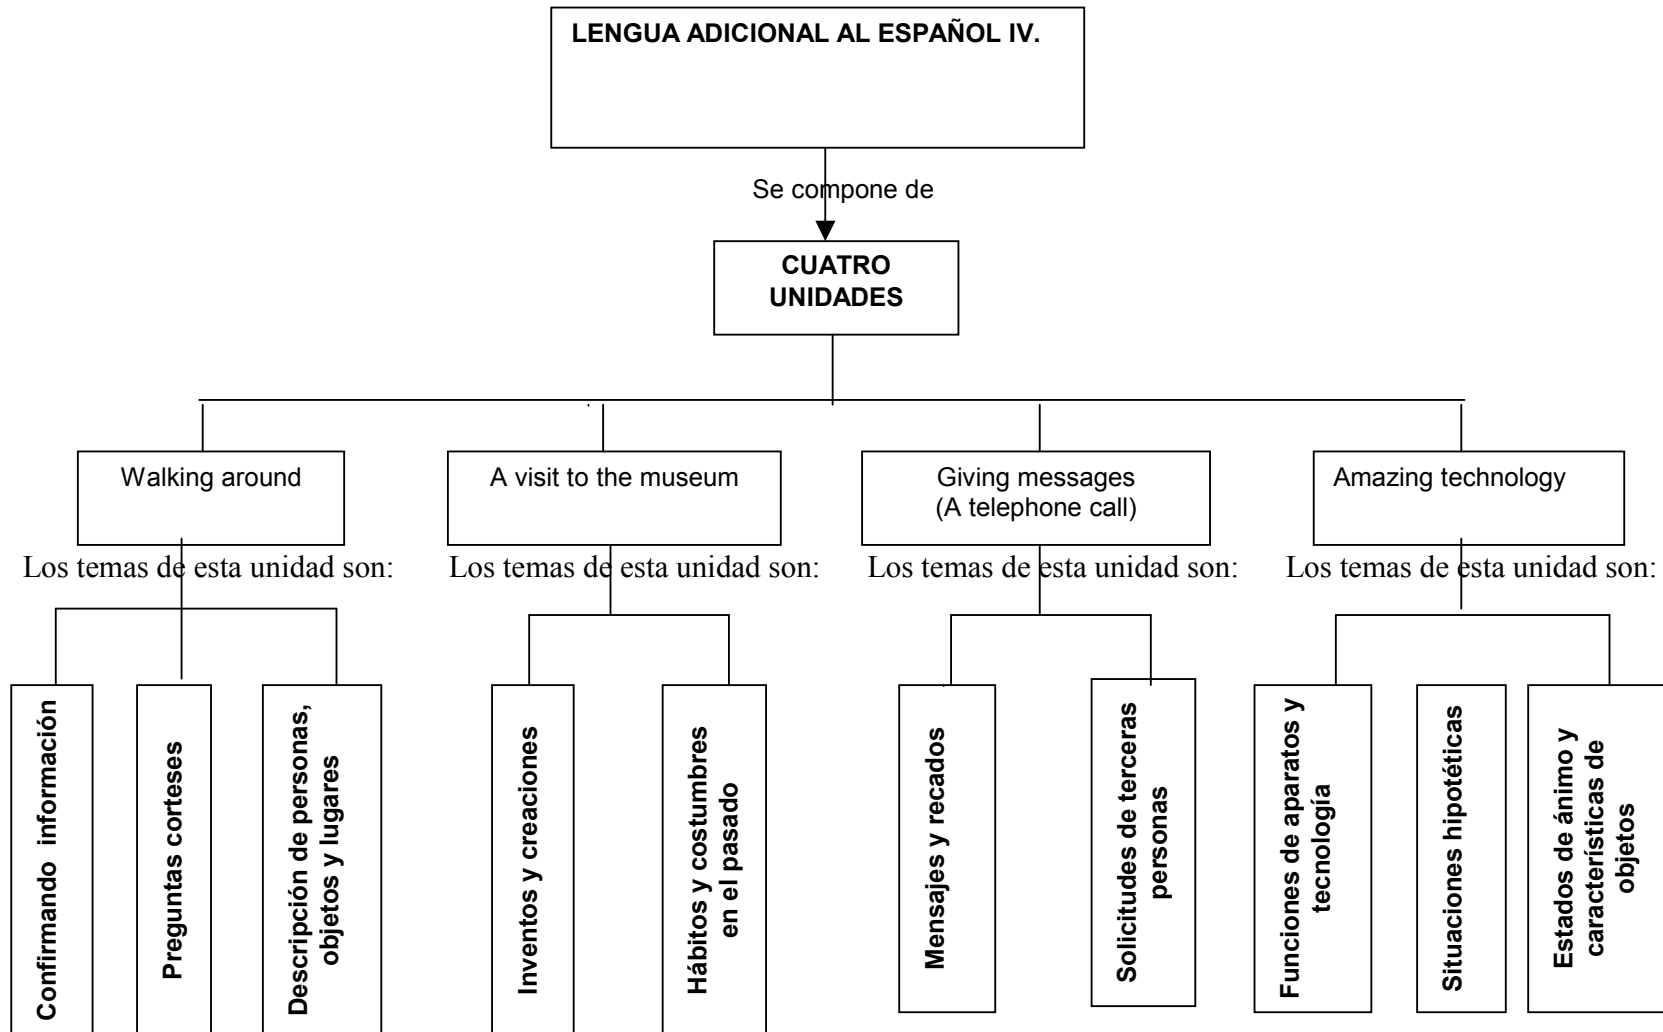 LENGUA ADICIONAL AL ESPAÑOL IV.
Se compone de
CUATRO
UNIDADES
Walking around
A visit to the museum
Giving messages
(A telephone call)
Amazing technology
Los temas de esta unidad son:
Los temas de esta unidad son:
Los temas de esta unidad son:
Los temas de esta unidad son:
Confirmando información
Preguntas corteses
Descripción de personas,
objetos y lugares
Inventos y creaciones
Hábitos y costumbres
en el pasado
Mensajes y recados
Solicitudes de terceras
personas
Funciones de aparatos y
tecnología
Situaciones hipotéticas
Estados de ánimo y
características de
objetos